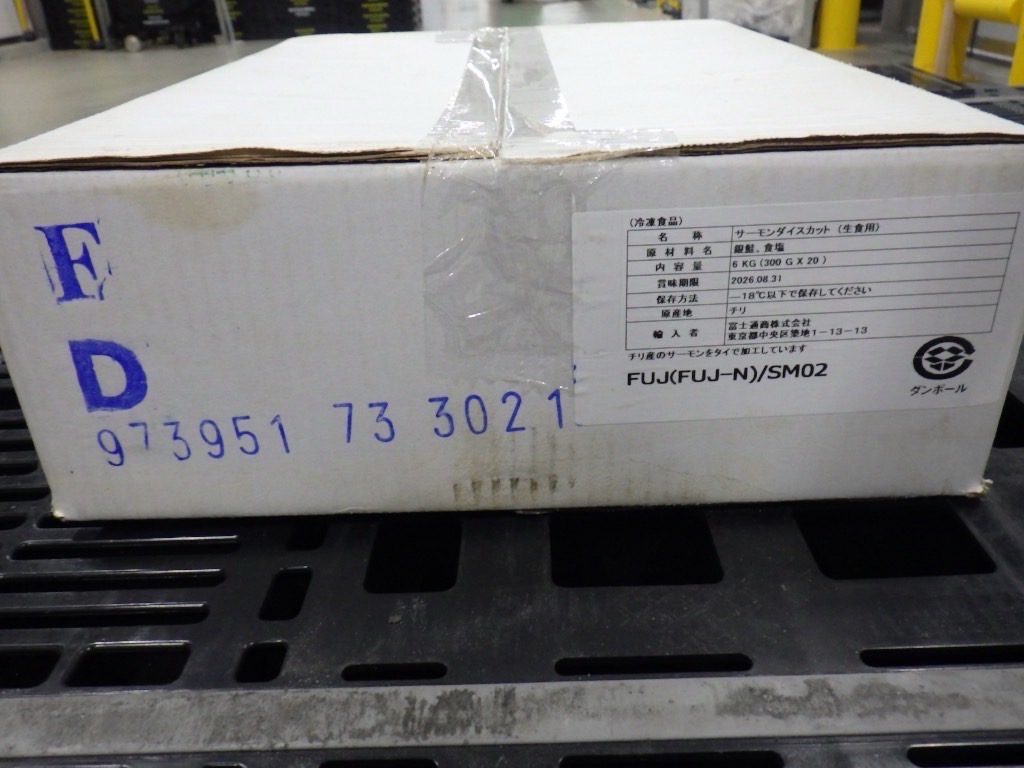 F
D
973951 73 3021
(冷凍食品)
名 称 サーモンダイスカット (生食用)
原 材 料 名 銀鮭、食塩
内 容 量 6 KG (300 G X 20 )
賞味期限 2026.08.31
保存方法 —18℃以下で保存してください
原 産 地 チリ
輸 入 者 富士通商株式会社
東京都中央区築地1-13-13
チリ産のサーモンをタイで加工しています
FUJ(FUJ-N)/SM02
ダンボール